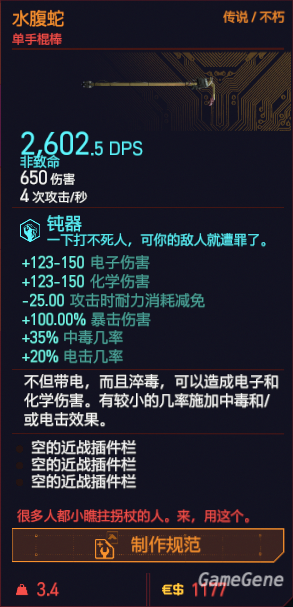 水腹蛇
传说 / 不朽
单手棍棒
2,602.5 DPS
非致命
650 伤害
4 次攻击/秒
钝器
一下打不死人，可你的敌人就遭罪了。
+123-150 电子伤害
+123-150 化学伤害
-25.00 攻击时耐力消耗减免
+100.00% 暴击伤害
+35% 中毒几率
+20% 电击几率
不但带电，而且淬毒，可以造成电子和
化学伤害。有较小的几率施加中毒和/
或电击效果。
空的近战插件栏
空的近战插件栏
空的近战插件栏
很多人都小瞧拄拐杖的人。来，用这个。
制作规范
3.4
€$ 1177
GameGene